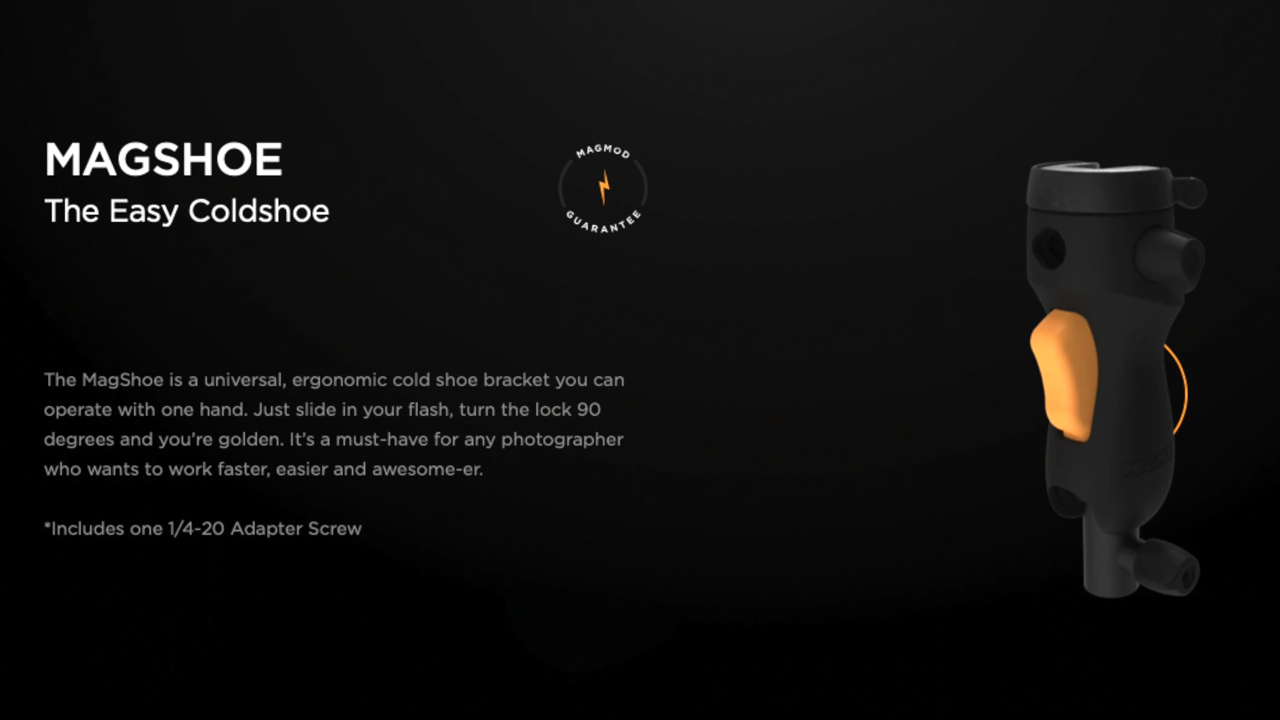 MAGSHOE
The Easy Coldshoe
MAGMOD
GUARANTEE
The MagShoe is a universal, ergonomic cold shoe bracket you can
operate with one hand. Just slide in your flash, turn the lock 90
degrees and you're golden. It's a must-have for any photographer
who wants to work faster, easier and awesome-er.
*Includes one 1/4-20 Adapter Screw